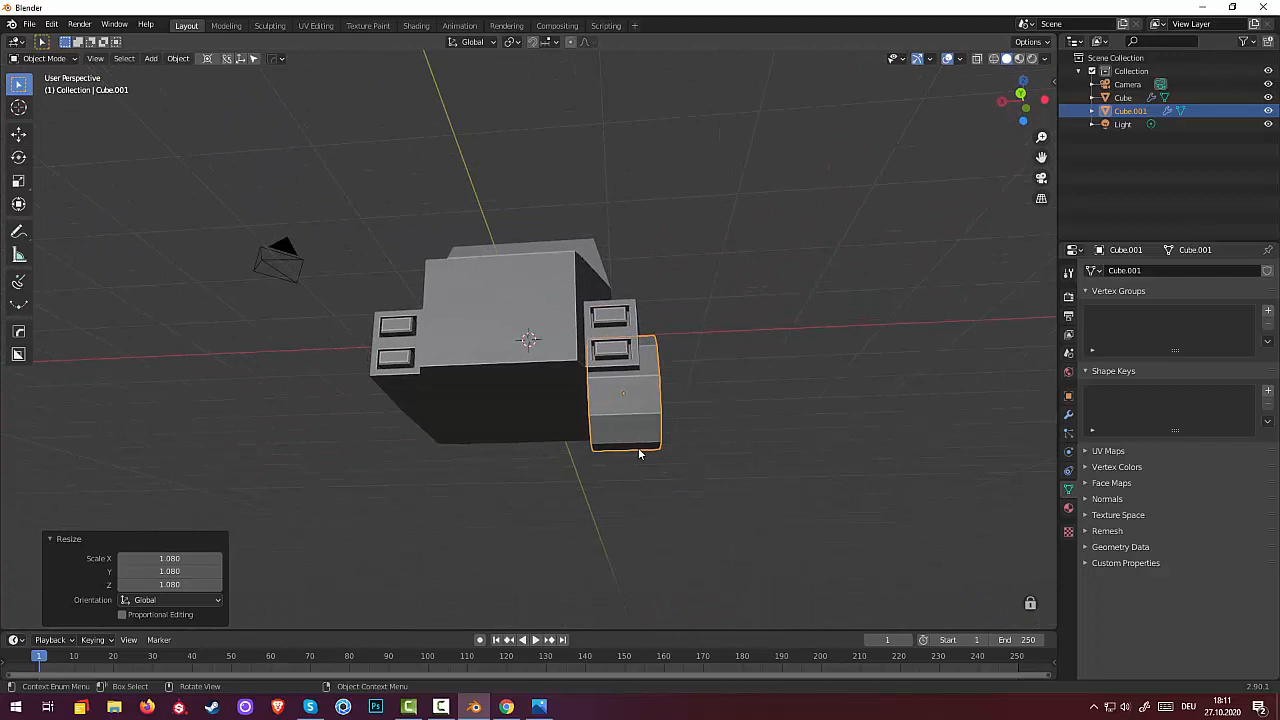 Blender
File Edit Render Window Help
Layout Modeling Sculpting UV Editing Texture Paint Shading Animation Rendering Compositing Scripting +
Scene
View Layer
Global
Options
Object Mode View Select Add Object
User Perspective
(1) Collection | Cube.001
Scene Collection
Collection
Camera
Cube
Cube.001
Light
Cube.001 Cube.001
Cube.001
Vertex Groups
Shape Keys
UV Maps
Vertex Colors
Face Maps
Normals
Texture Space
Remesh
Geometry Data
Custom Properties
Resize
Scale X 1.080
Y 1.080
Z 1.080
Orientation Global
Proportional Editing
Playback Keying View Marker
1 Start 1 End 250
1 10 20 30 40 50 60 70 80 90 100 110 120 130 140 150 160 170 180 190 200 210 220 230 240 250
Context Enum Menu Box Select Rotate View Object Context Menu 2.90.1
DEU 18:11
27.10.2020